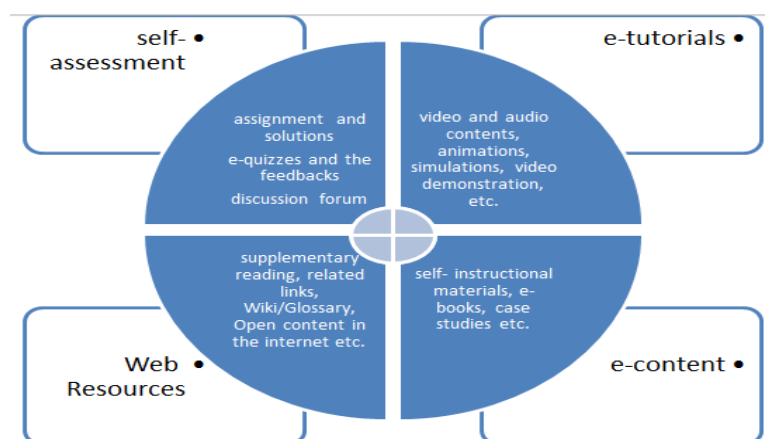 self- •
assessment
e-tutorials •
assignment and
solutions
e-quizzes and the
feedbacks
discussion forum
video and audio
contents,
animations,
simulations, video
demonstration,
etc.
supplementary
reading, related
links,
Wiki/Glossary,
Open content in
the internet etc.
self- instructional
materials, e-
books, case
studies etc.
Web •
Resources
e-content •